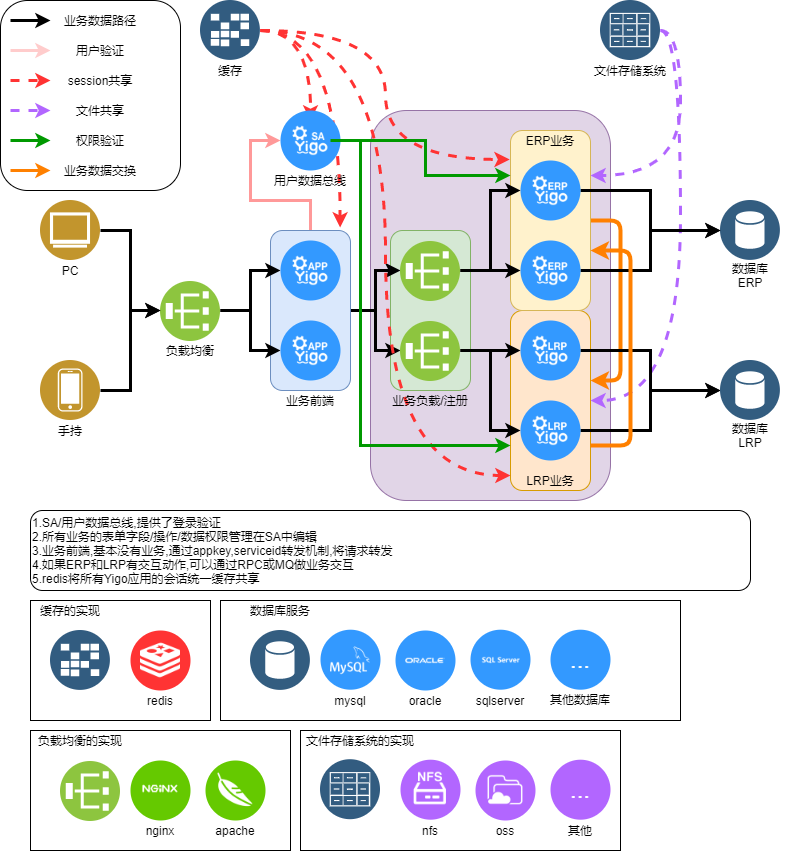 业务数据路径
用户验证
session共享
文件共享
权限验证
业务数据交换
缓存
文件存储系统
SA
Yigo
用户数据总线
ERP业务
ERP
Yigo
ERP
Yigo
PC
负载均衡
手持
APP
Yigo
APP
Yigo
业务前端
业务负载/注册
LRP
Yigo
LRP
Yigo
LRP业务
数据库
ERP
数据库
LRP
1.SA/用户数据总线,提供了登录验证
2.所有业务的表单字段/操作/数据权限管理在SA中编辑
3.业务前端,基本没有业务,通过appkey,serviceid转发机制,将请求转发
4.如果ERP和LRP有交互动作,可以通过RPC或MQ做业务交互
5.redis将所有Yigo应用的会话统一缓存共享
缓存的实现
redis
数据库服务
MySQL
ORACLE
SQL Server
...
mysql
oracle
sqlserver
其他数据库
负载均衡的实现
NGINX
nginx
apache
文件存储系统的实现
NFS
...
nfs
oss
其他